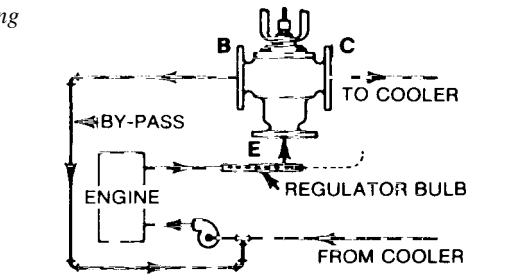 ng
B C
TO COOLER
BY-PASS
E
REGULATOR BULB
ENGINE
FROM COOLER